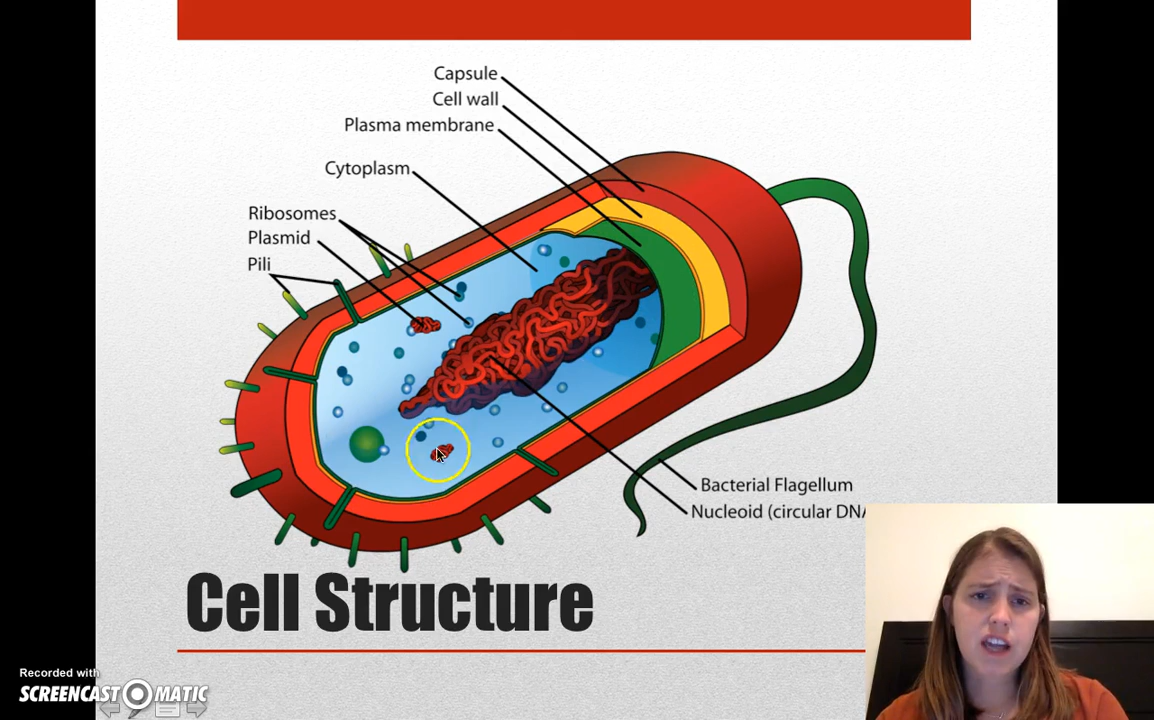 Capsule
Cell wall
Plasma membrane
Cytoplasm
Ribosomes
Plasmid
Pili
Bacterial Flagellum
Nucleoid (circular DNA
Cell Structure
Recorded with
SCREENCAST-O-MATIC